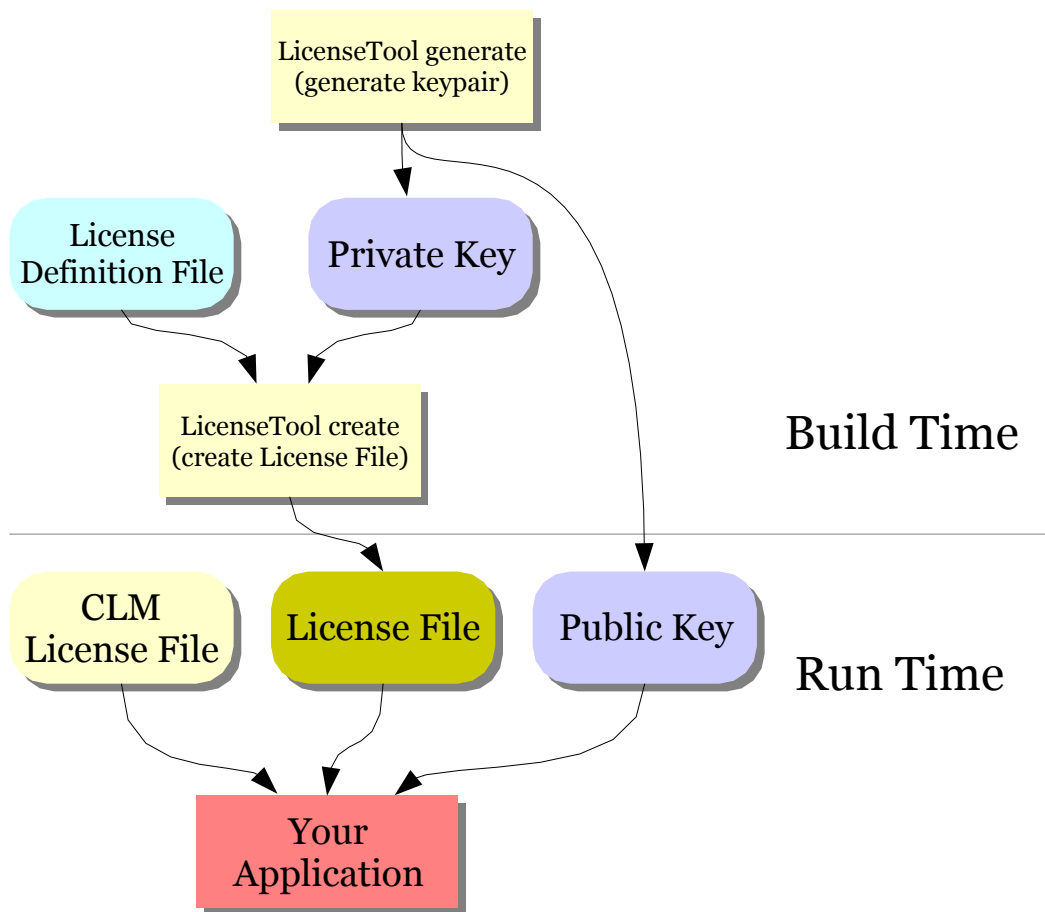 LicenseTool generate
(generate keypair)
License
Definition File
Private Key
LicenseTool create
(create License File)
Build Time
CLM
License File
License File
Public Key
Run Time
Your
Application